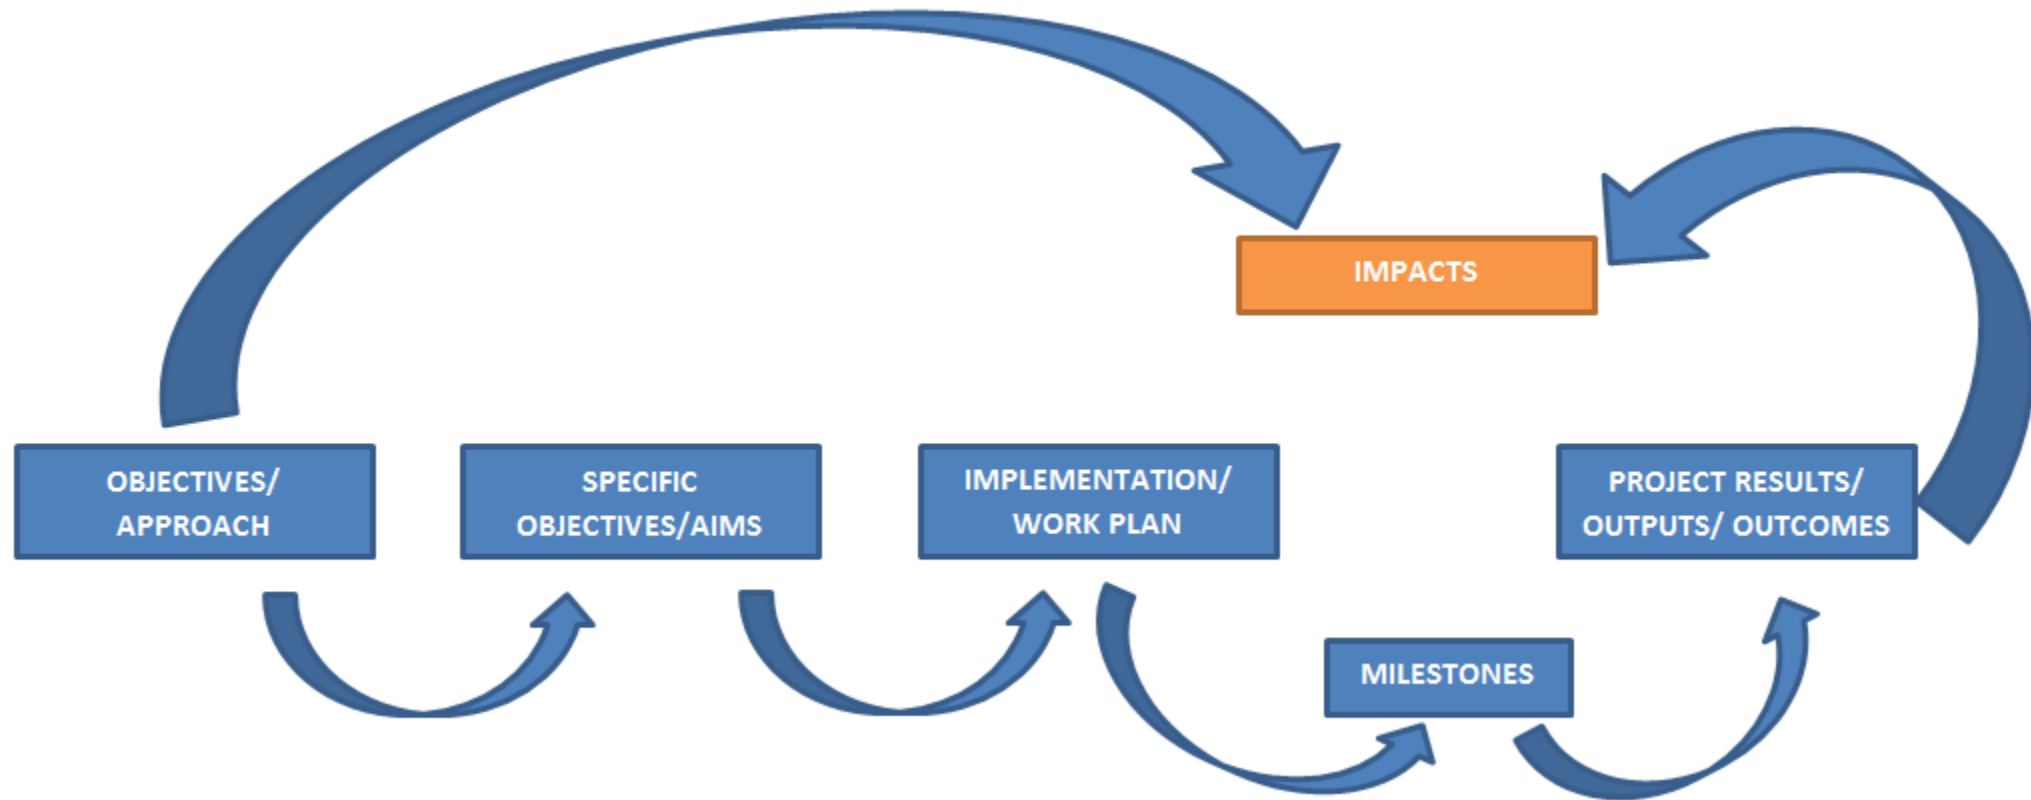 IMPACTS
OBJECTIVES/
APPROACH
SPECIFIC
OBJECTIVES/AIMS
IMPLEMENTATION/
WORK PLAN
PROJECT RESULTS/
OUTPUTS/ OUTCOMES
MILESTONES